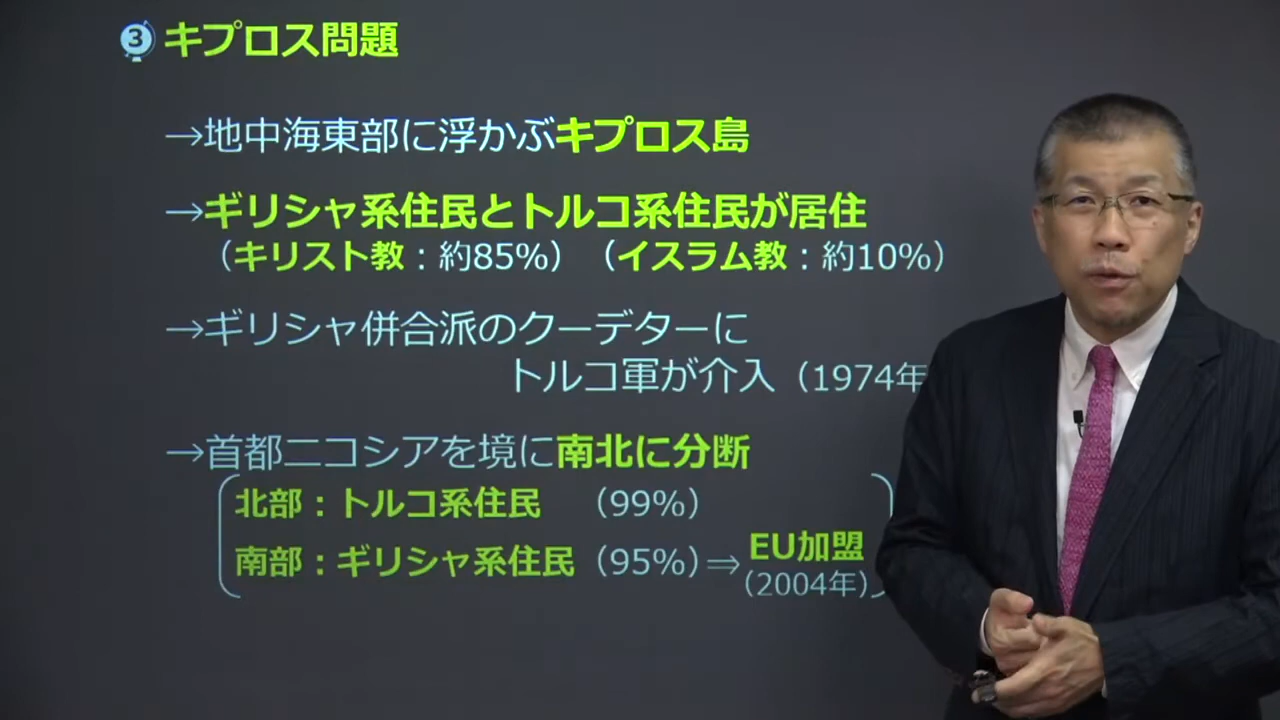 3 キプロス問題
→地中海東部に浮かぶキプロス島
→ギリシャ系住民とトルコ系住民が居住
（キリスト教：約85%）（イスラム教：約10%）
→ギリシャ併合派のクーデターに
トルコ軍が介入（1974年
→首都ニコシアを境に南北に分断
北部：トルコ系住民 （99%）
南部：ギリシャ系住民（95%）⇒ EU加盟
（2004年）